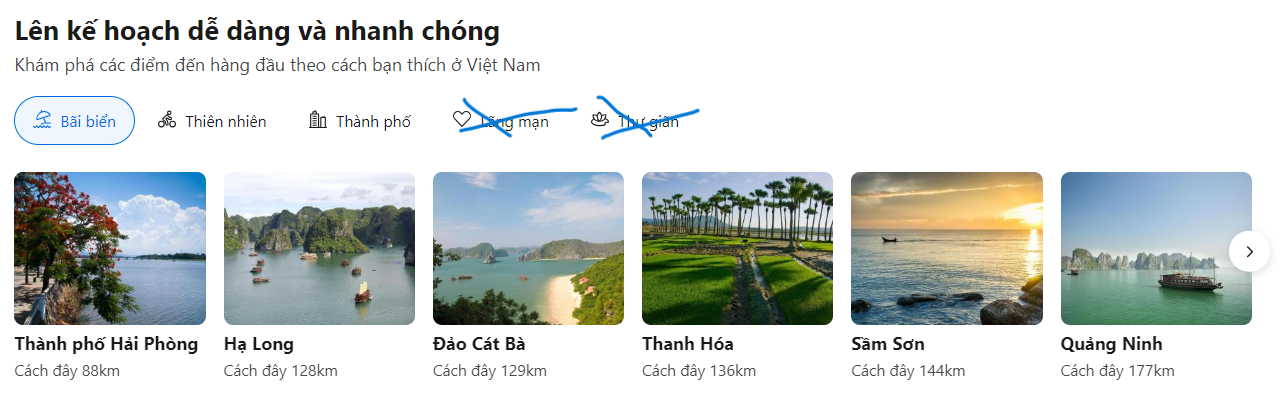 Lên kế hoạch dễ dàng và nhanh chóng
Khám phá các điểm đến hàng đầu theo cách bạn thích ở Việt Nam
Bãi biển Thiên nhiên Thành phố Lãng mạn Thư giãn
Thành phố Hải Phòng Hạ Long Đảo Cát Bà Thanh Hóa Sầm Sơn Quảng Ninh
Cách đây 88km Cách đây 128km Cách đây 129km Cách đây 136km Cách đây 144km Cách đây 177km